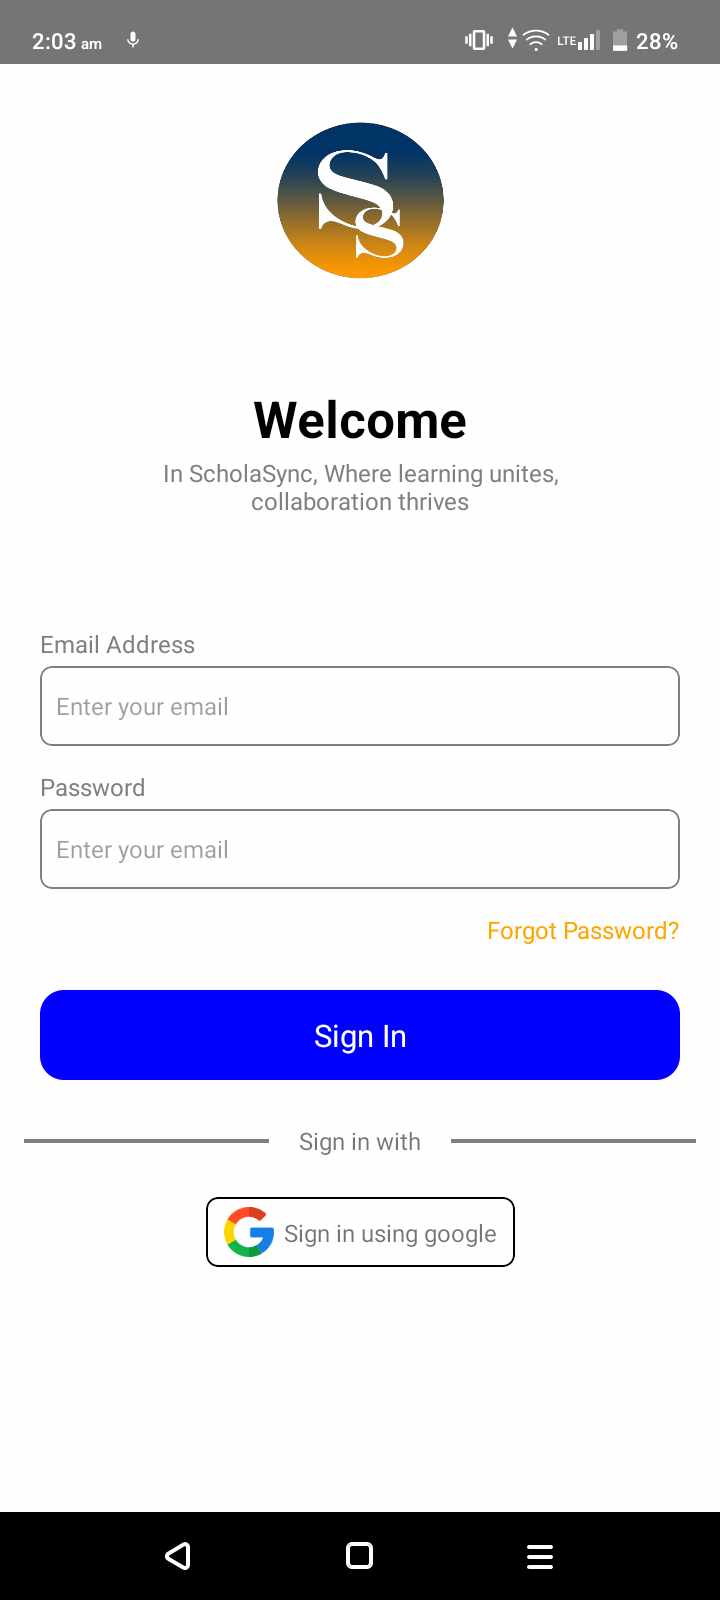 2:03 am
LTE 28%
Ss
Welcome
In ScholaSync, Where learning unites,
collaboration thrives
Email Address
Enter your email
Password
Enter your email
Forgot Password?
Sign In
Sign in with
Sign in using google